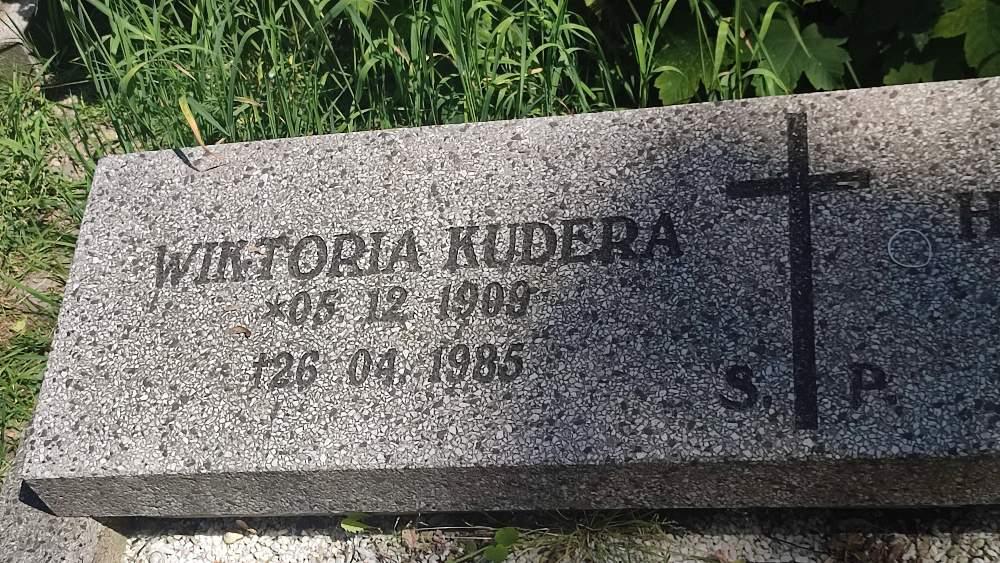 WIKTORIA KUDERA
*05. 12. 1909
†26 04. 1985
Ś. P.
H